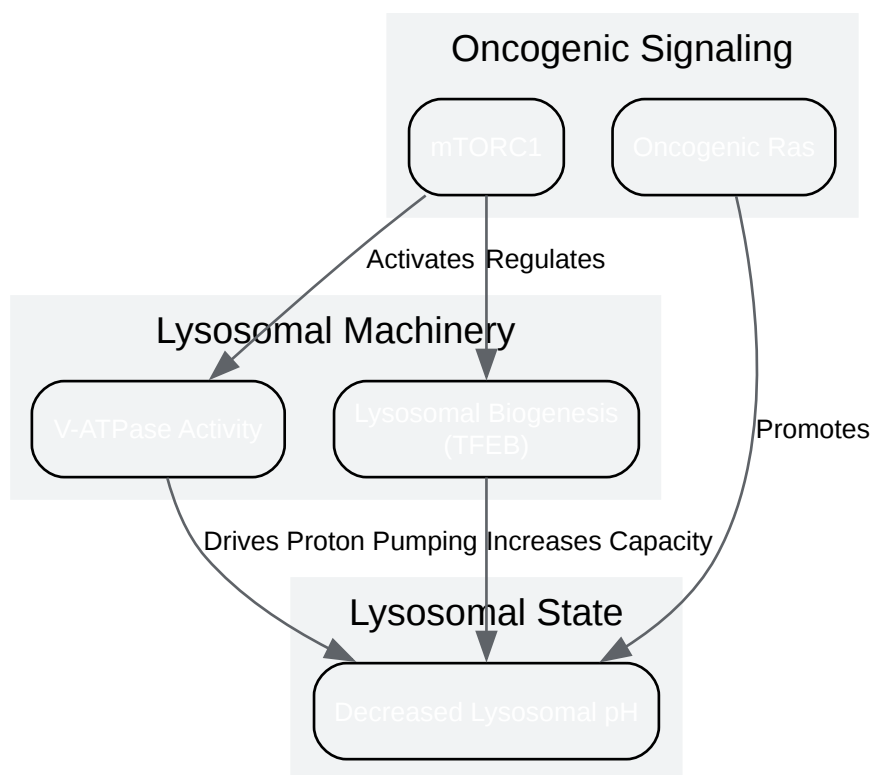 Oncogenic Signaling
mTORC1
Oncogenic Ras
Activates
Regulates
Lysosomal Machinery
V-ATPase Activity
Lysosomal Biogenesis
(TFEB)
Promotes
Drives Proton Pumping
Increases Capacity
Lysosomal State
Decreased Lysosomal pH